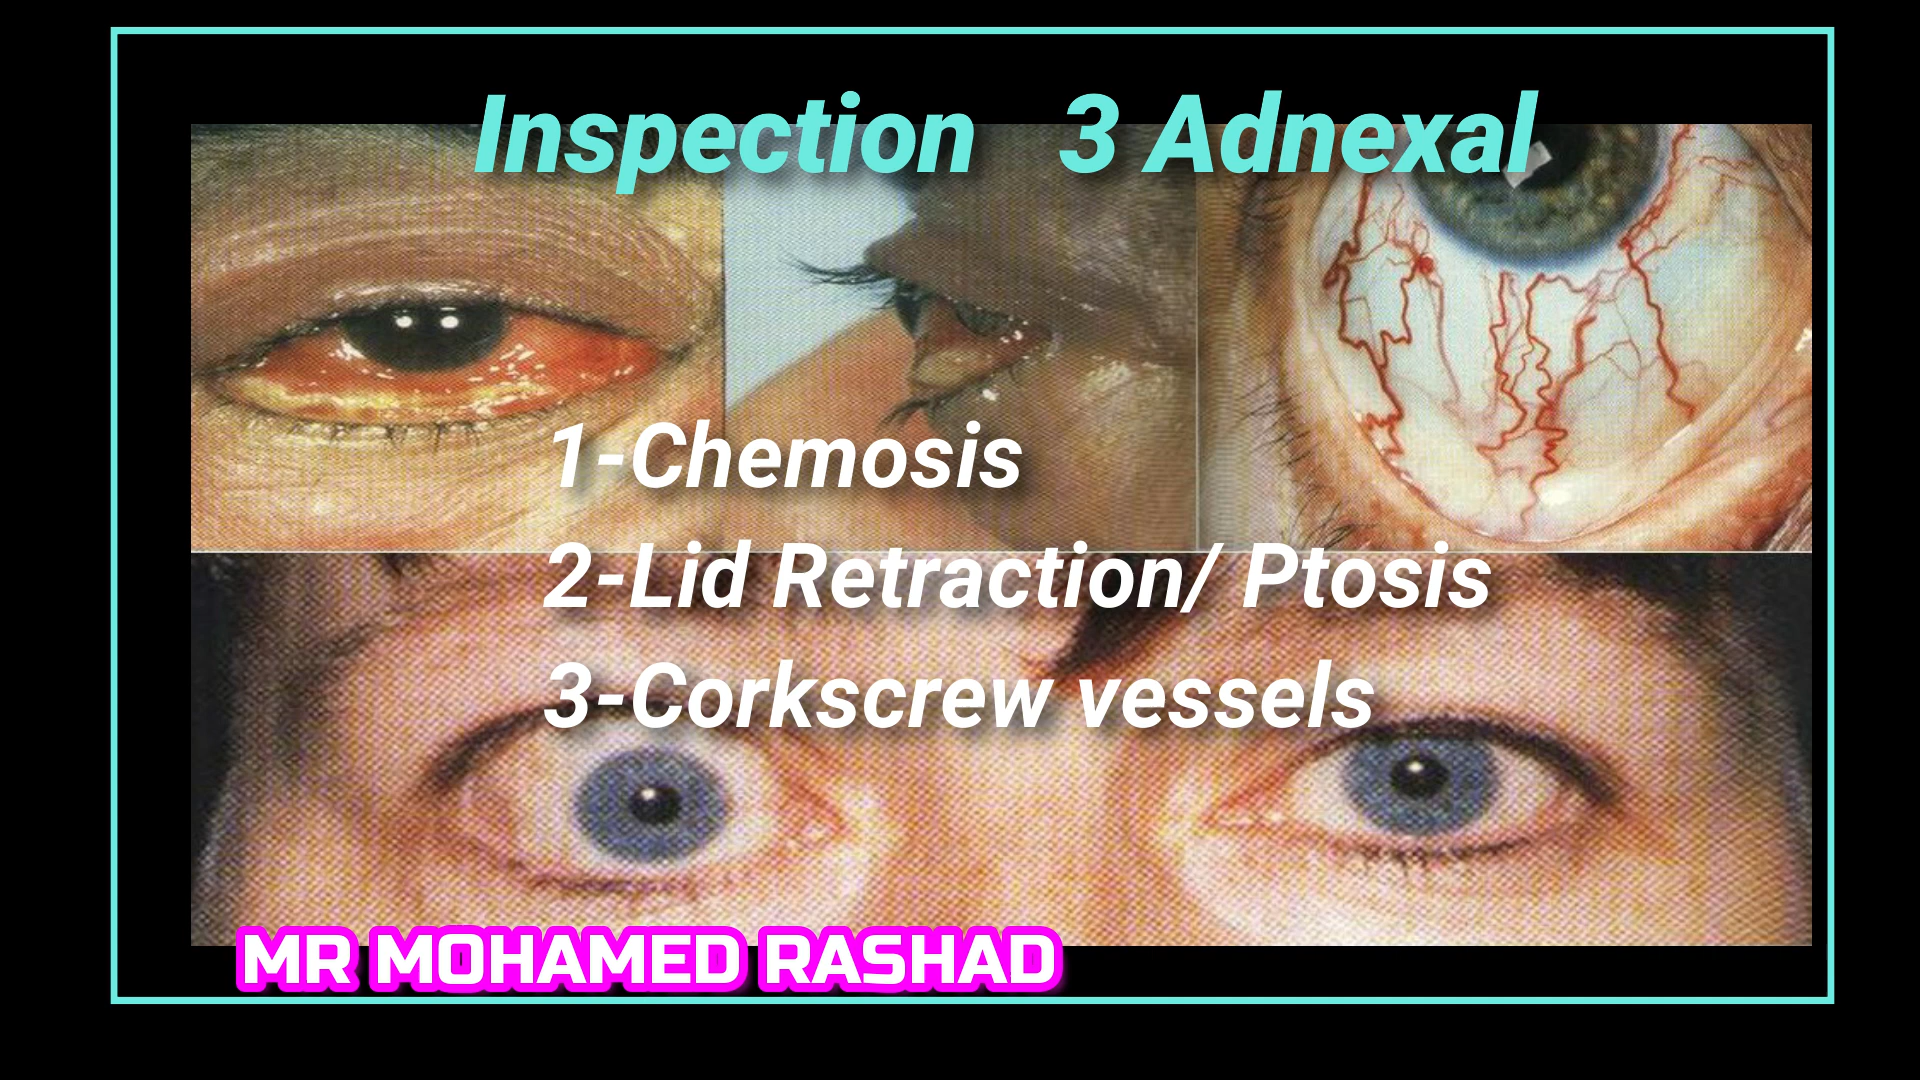 Inspection 3 Adnexal
1-Chemosis
2-Lid Retraction/ Ptosis
3-Corkscrew vessels
MR MOHAMED RASHAD